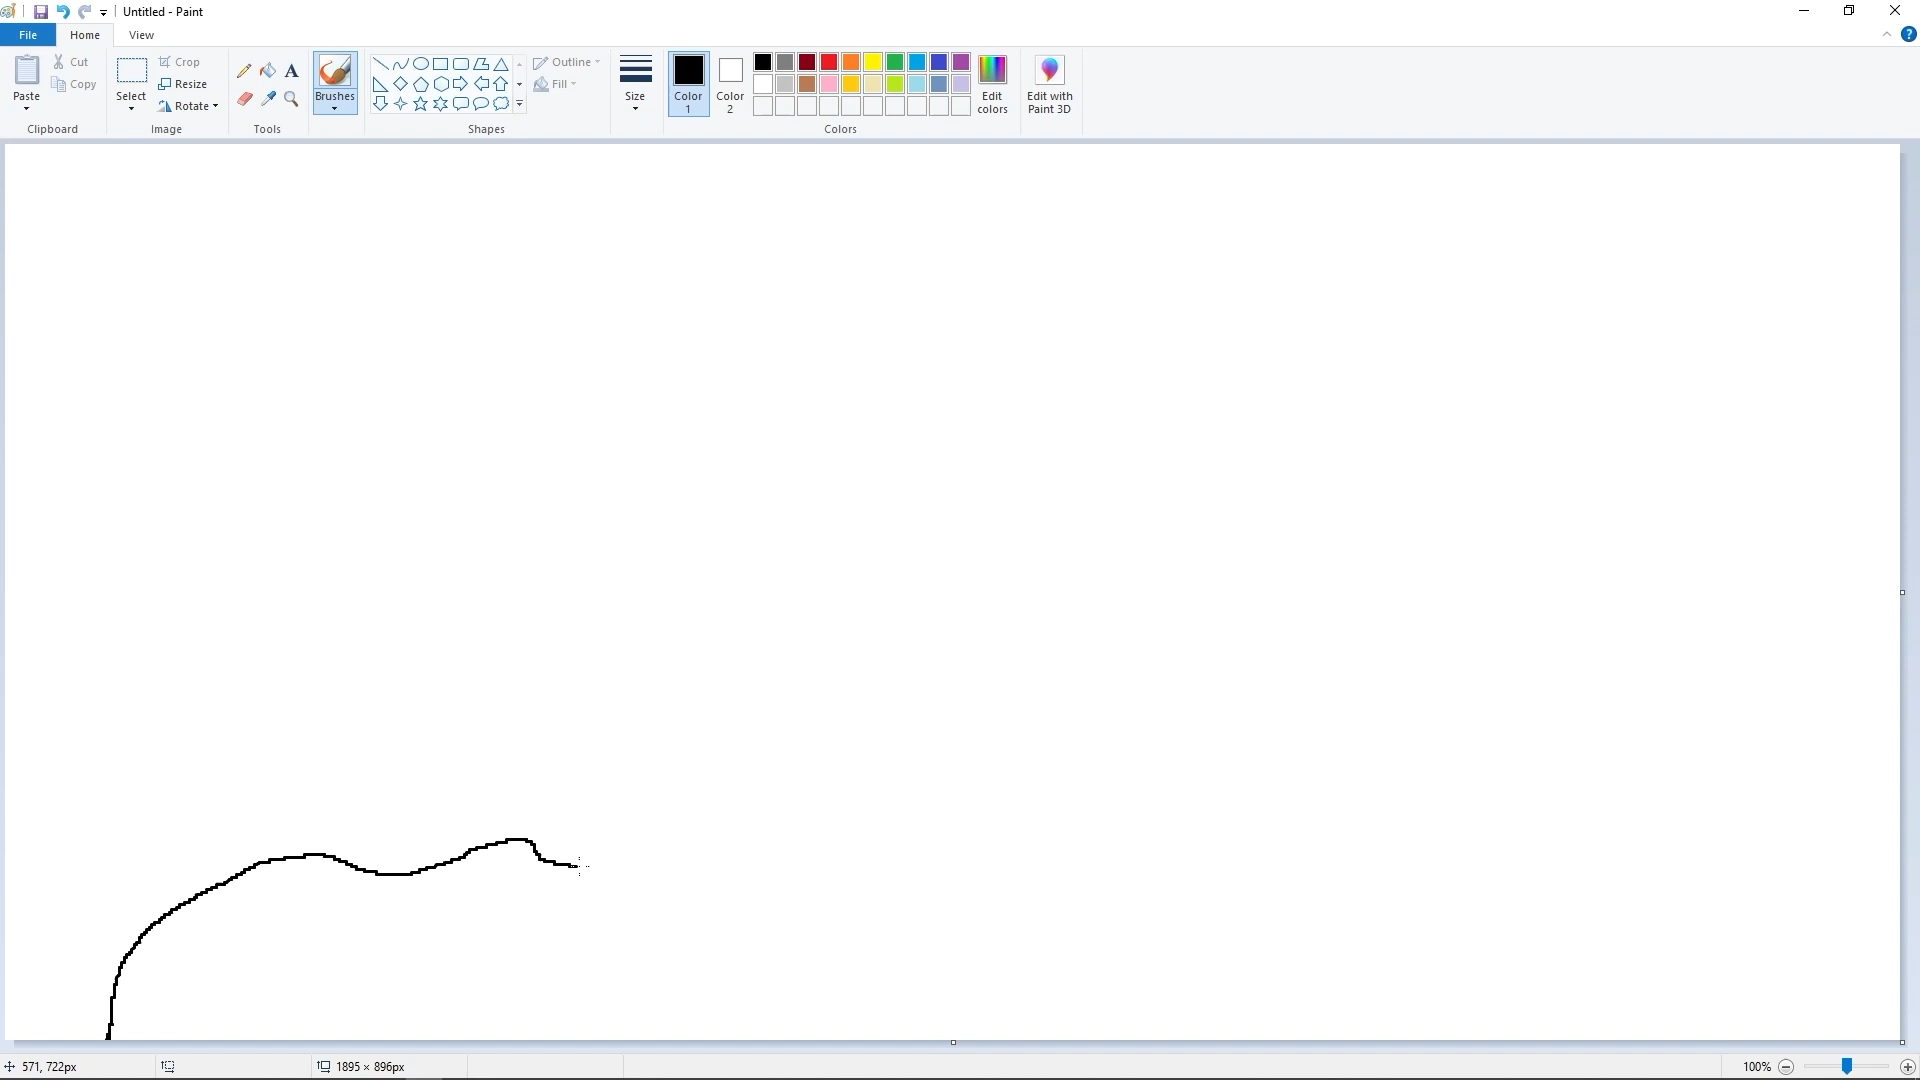 Untitled - Paint
File Home View
Paste
Cut
Copy
Clipboard
Select
Crop
Resize
Rotate
Image
A
Tools
Brushes
Outline
Fill
Shapes
Size
Color 1
Color 2
Edit colors
Colors
Edit with Paint 3D
?
571, 722px
1895 × 896px
100%